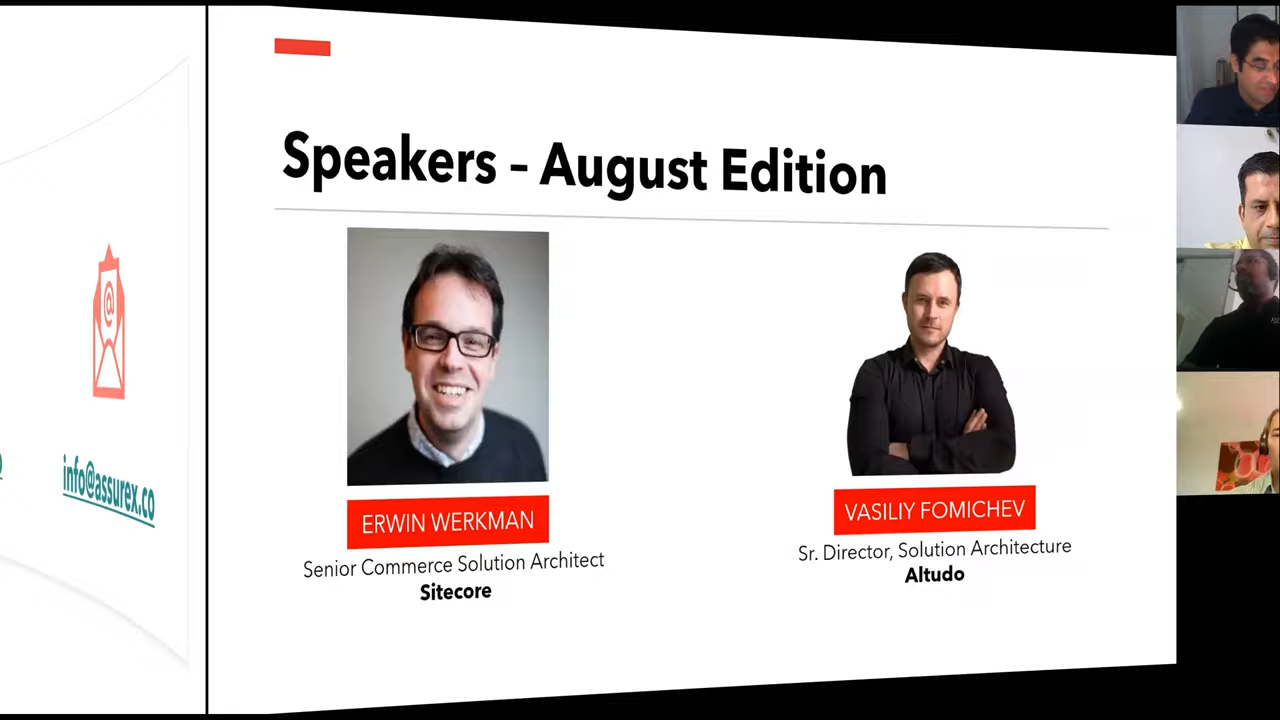 info@assurex.co
Speakers – August Edition
ERWIN WERKMAN
Senior Commerce Solution Architect
Sitecore
VASILIY FOMICHEV
Sr. Director, Solution Architecture
Altudo